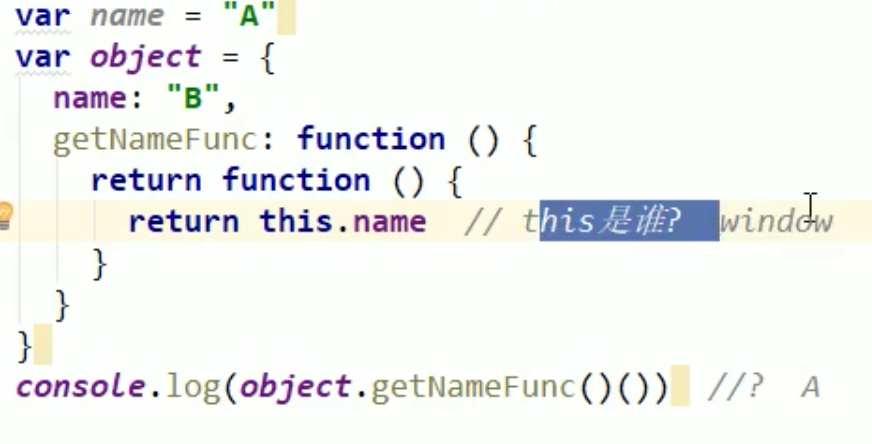 var name = "A"
var object = {
name: "B",
getNameFunc: function () {
return function () {
return this.name // this是谁? window
}
}
}
console.log(object.getNameFunc()()) //? A